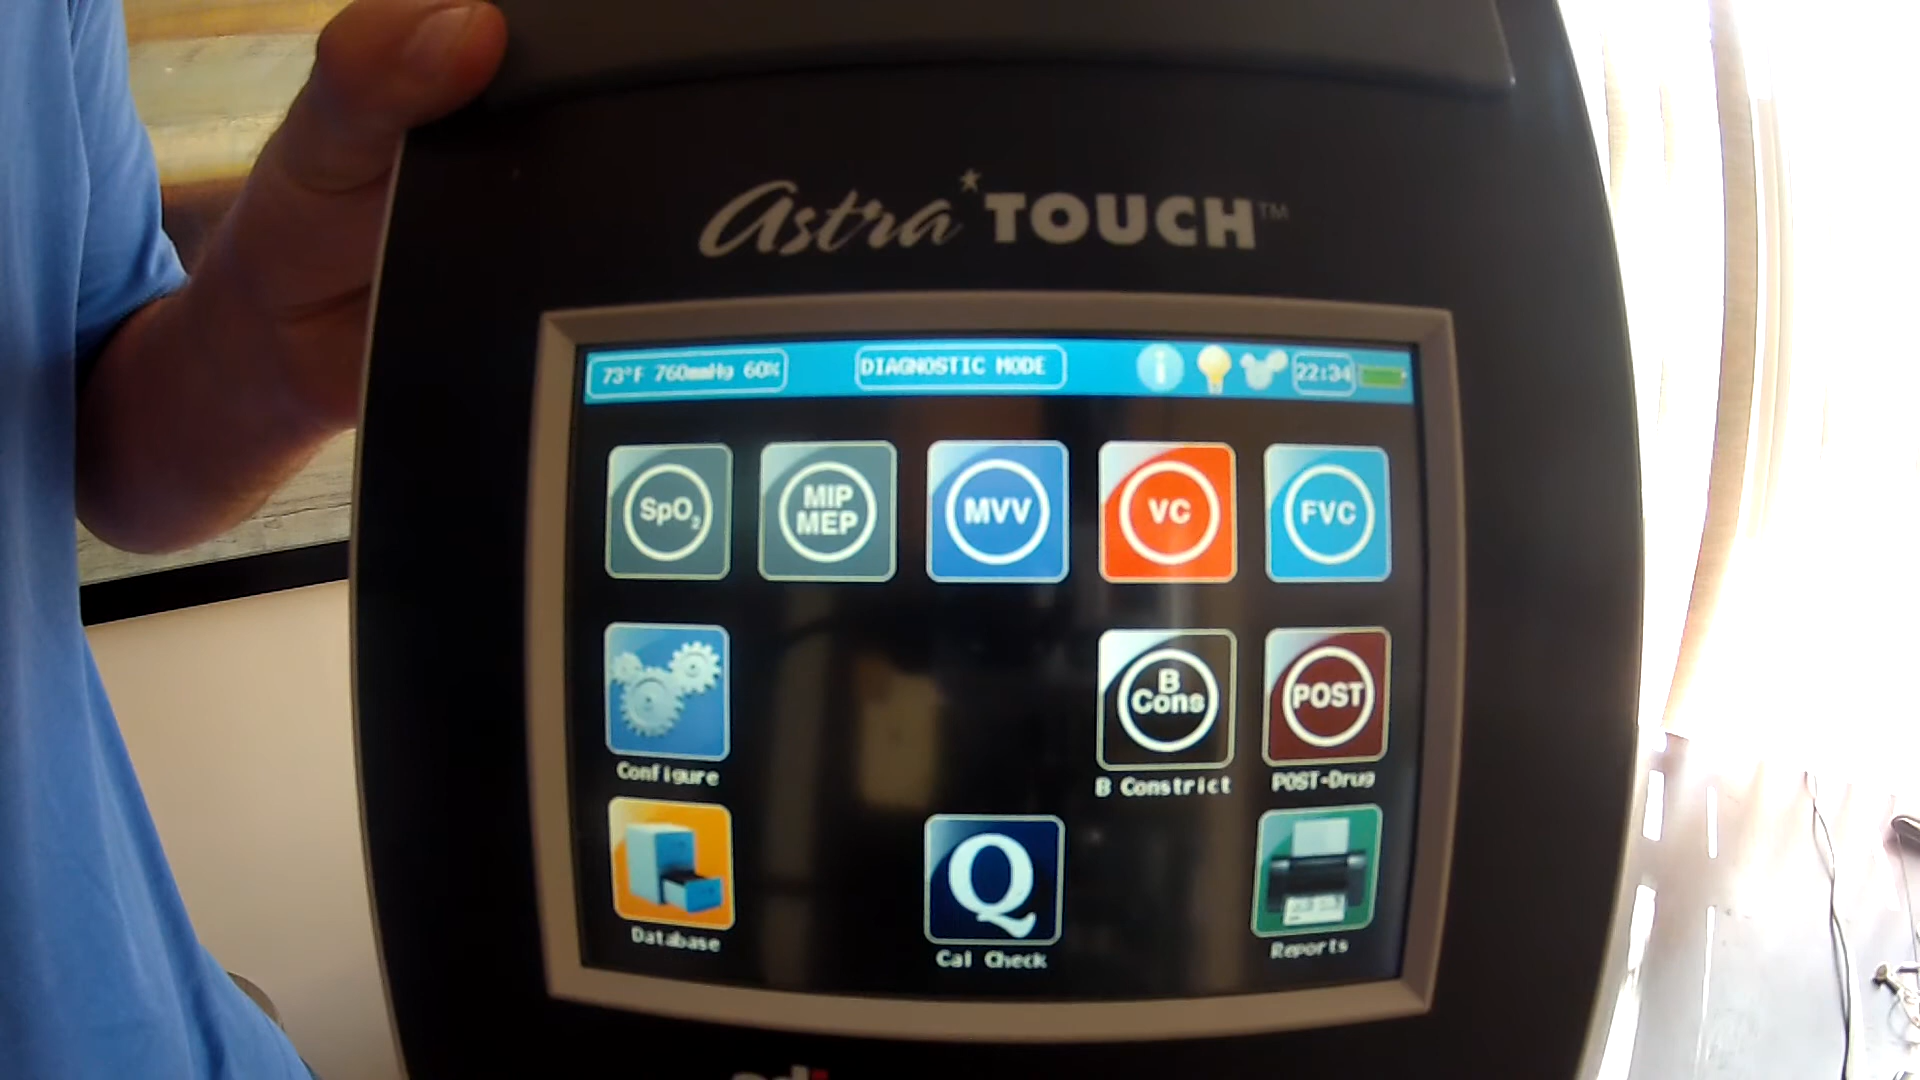 astra TOUCH™
73°F 760mmHg 60% DIAGNOSTIC MODE i 22:34
SpO₂ MIP MEP MVV VC FVC
B Cons POST
Configure B Constrict POST-Drug
Q
Database Cal Check Reports